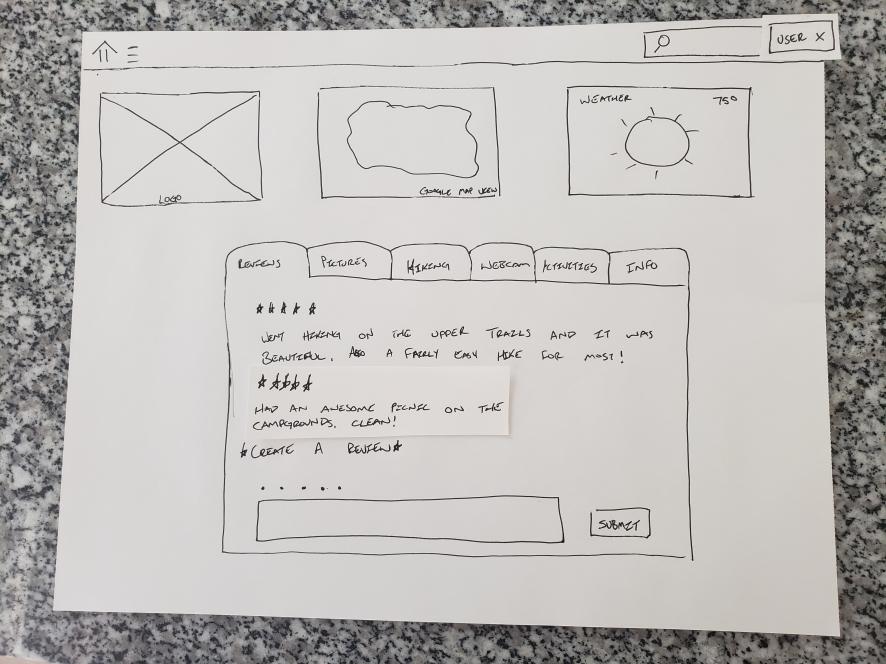 USER X
LOGO
GOOGLE MAP VIEW
WEATHER 75°
REVIEWS PICTURES HIKING WEBCAM ACTIVITIES INFO
WENT HIKING ON THE UPPER TRAILS AND IT WAS
BEAUTIFUL. ALSO A FAIRLY EASY HIKE FOR MOST!
HAD AN AWESOME PICNIC ON THE
CAMPGROUNDS. CLEAN!
*CREATE A REVIEW*
SUBMIT